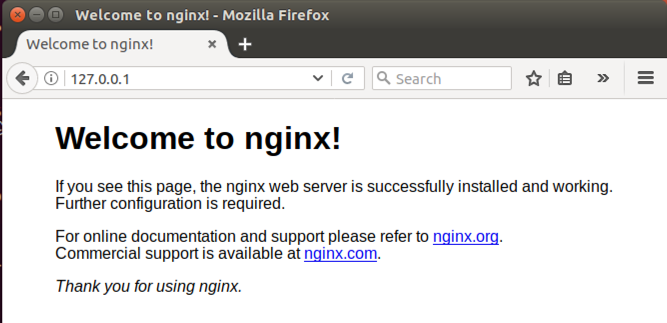 Welcome to nginx! - Mozilla Firefox
Welcome to nginx!
127.0.0.1
Search
Welcome to nginx!
If you see this page, the nginx web server is successfully installed and working.
Further configuration is required.
For online documentation and support please refer to nginx.org.
Commercial support is available at nginx.com.
Thank you for using nginx.